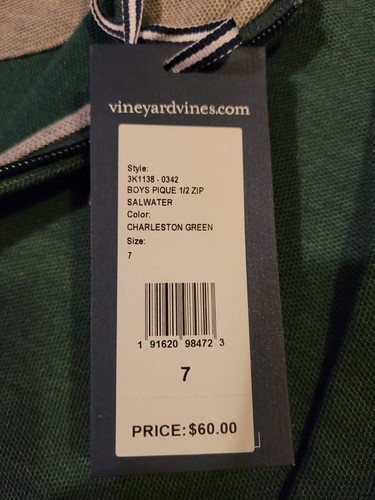 vineyardvines.com
Style:
3K1138 - 0342
BOYS PIQUE 1/2 ZIP
SALWATER
Color:
CHARLESTON GREEN
Size:
7
1 91620 98472 3
7
PRICE: $60.00